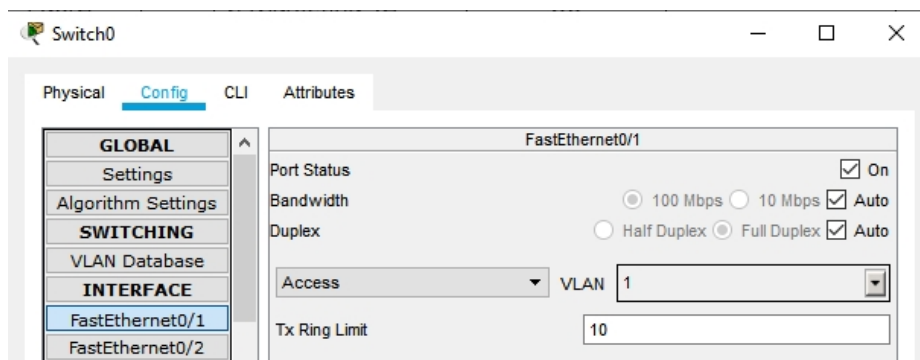 Switch0
Physical Config CLI Attributes
GLOBAL
Settings
Algorithm Settings
SWITCHING
VLAN Database
INTERFACE
FastEthernet0/1
FastEthernet0/2
FastEthernet0/1
Port Status On
Bandwidth 100 Mbps 10 Mbps Auto
Duplex Half Duplex Full Duplex Auto
Access VLAN 1
Tx Ring Limit 10